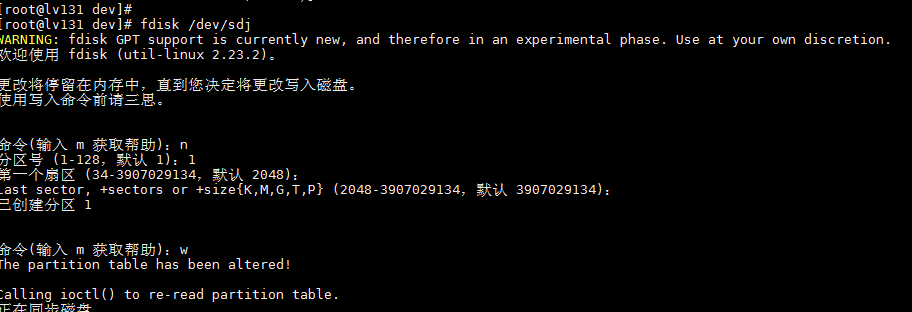 [root@lv131 dev]#
[root@lv131 dev]# fdisk /dev/sdj
WARNING: fdisk GPT support is currently new, and therefore in an experimental phase. Use at your own discretion.
欢迎使用 fdisk (util-linux 2.23.2)。
更改将停留在内存中，直到您决定将更改写入磁盘。
使用写入命令前请三思。
命令(输入 m 获取帮助)：n
分区号 (1-128，默认 1)：1
第一个扇区 (34-3907029134，默认 2048)：
Last sector, +sectors or +size{K,M,G,T,P} (2048-3907029134，默认 3907029134)：
已创建分区 1
命令(输入 m 获取帮助)：w
The partition table has been altered!
Calling ioctl() to re-read partition table.
正在同步磁盘